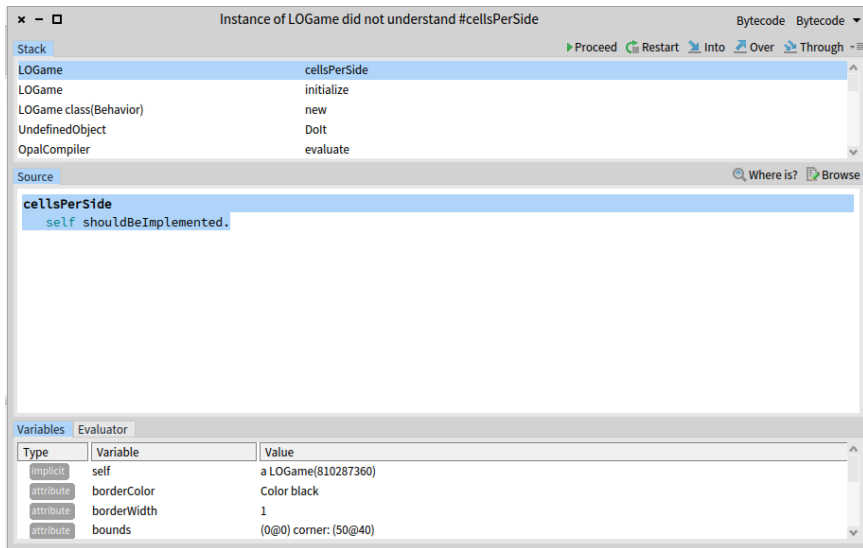 Instance of LOGame did not understand #cellsPerSide Bytecode Bytecode
Stack Proceed Restart Into Over Through
LOGame cellsPerSide
LOGame initialize
LOGame class(Behavior) new
UndefinedObject DoIt
OpalCompiler evaluate
Source Where is? Browse
cellsPerSide
self shouldBeImplemented.
Variables Evaluator
Type Variable Value
implicit self a LOGame(810287360)
attribute borderColor Color black
attribute borderWidth 1
attribute bounds (0@0) corner: (50@40)